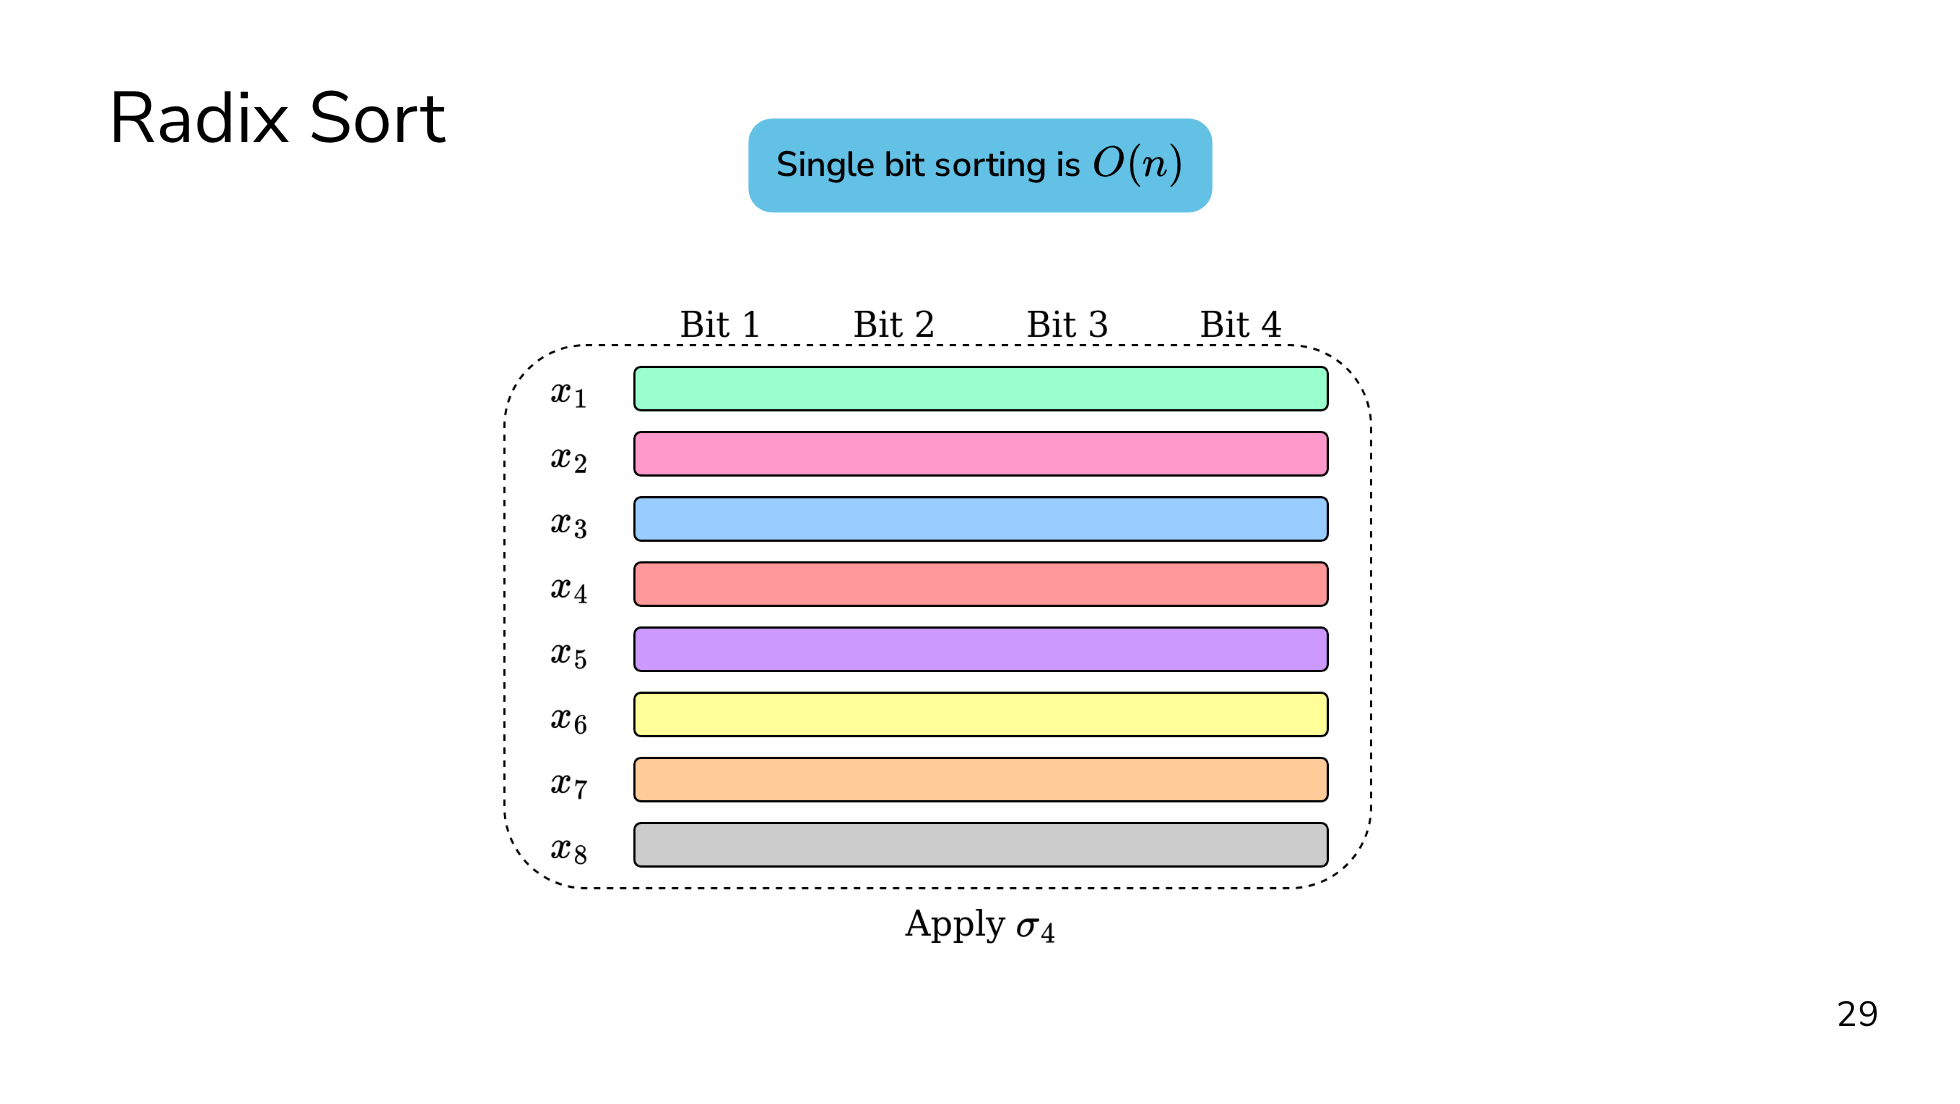 Radix Sort
Single bit sorting is O(n)
Bit 1 Bit 2 Bit 3 Bit 4
x₁
x₂
x₃
x₄
x₅
x₆
x₇
x₈
Apply σ₄
29